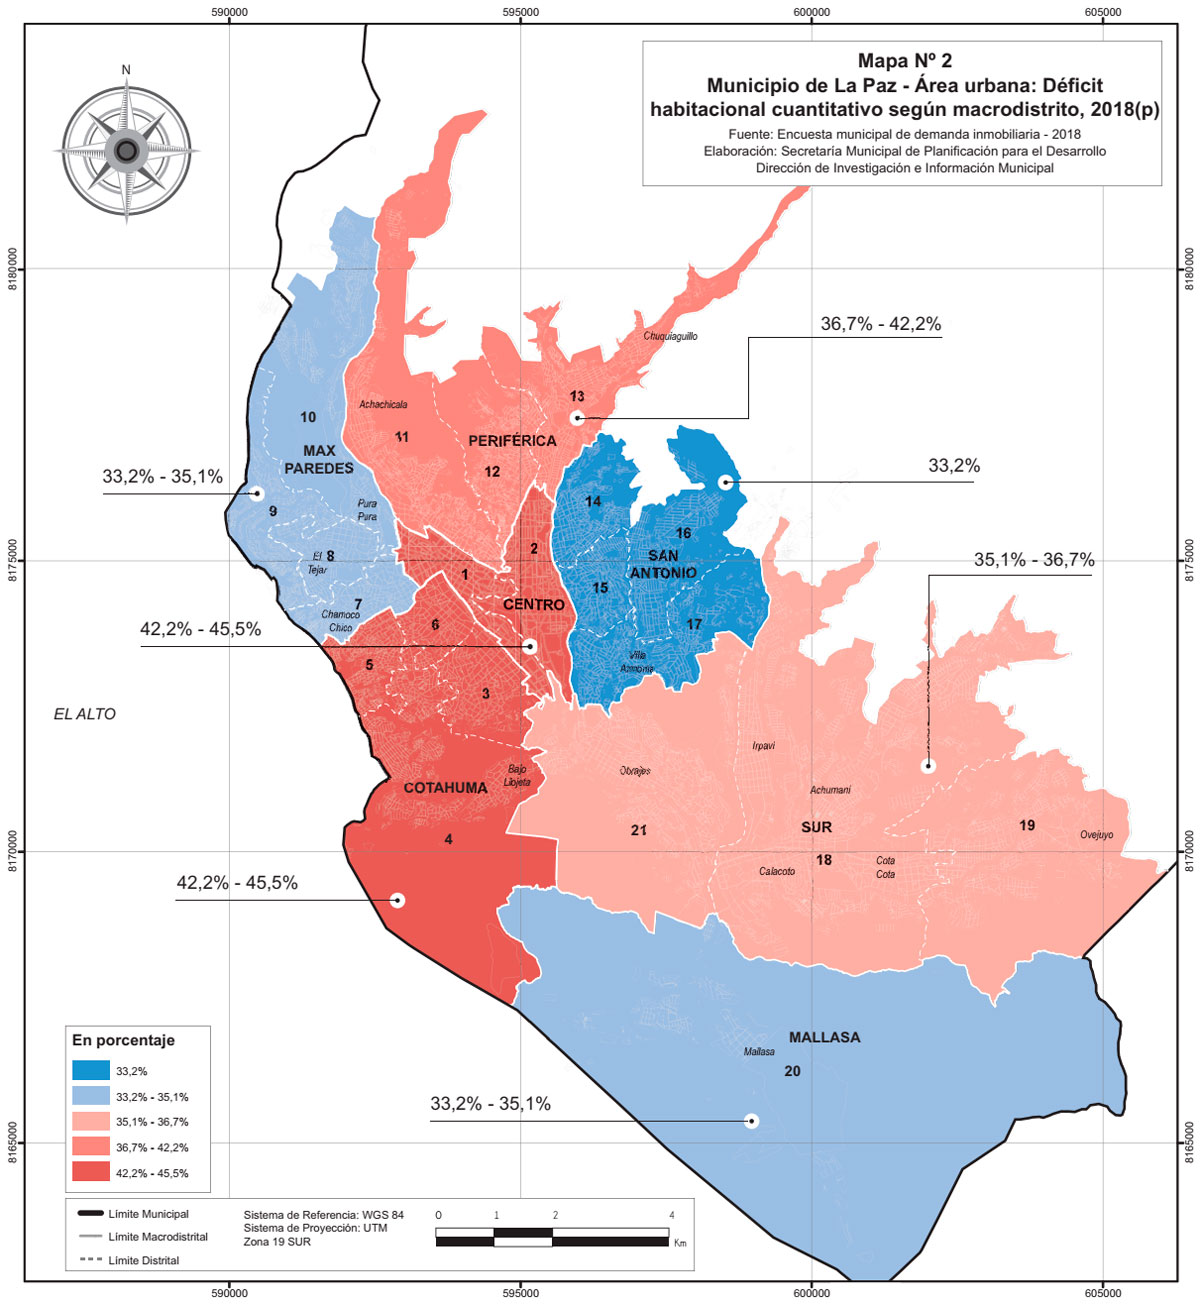 590000
595000
600000
605000
Mapa Nº 2
Municipio de La Paz - Área urbana: Déficit
habitacional cuantitativo según macrodistrito, 2018(p)
Fuente: Encuesta municipal de demanda inmobiliaria - 2018
Elaboración: Secretaría Municipal de Planificación para el Desarrollo
Dirección de Investigación e Información Municipal
N
8180000
8180000
36,7% - 42,2%
Chuquiaguillo
13
Achachicala
10
11
PERIFÉRICA
MAX
PAREDES
12
33,2%
33,2% - 35,1%
14
Pura
Pura
9
16
2
8
El
Tejar
SAN
ANTONIO
8175000
8175000
35,1% - 36,7%
1
15
7
CENTRO
Chamoco
Chico
6
17
42,2% - 45,5%
Villa
Armonía
5
3
EL ALTO
Irpavi
Bajo
Llojeta
Obrajes
COTAHUMA
Achumani
4
21
SUR
19
Ovejuyo
8170000
8170000
18
Calacoto
Cota
Cota
42,2% - 45,5%
MALLASA
Mallasa
20
En porcentaje
33,2%
33,2% - 35,1%
35,1% - 36,7%
36,7% - 42,2%
42,2% - 45,5%
33,2% - 35,1%
8165000
8165000
Límite Municipal
Límite Macrodistrital
Límite Distrital
Sistema de Referencia: WGS 84
Sistema de Proyección: UTM
Zona 19 SUR
0 1 2 4
Km
590000
595000
600000
605000